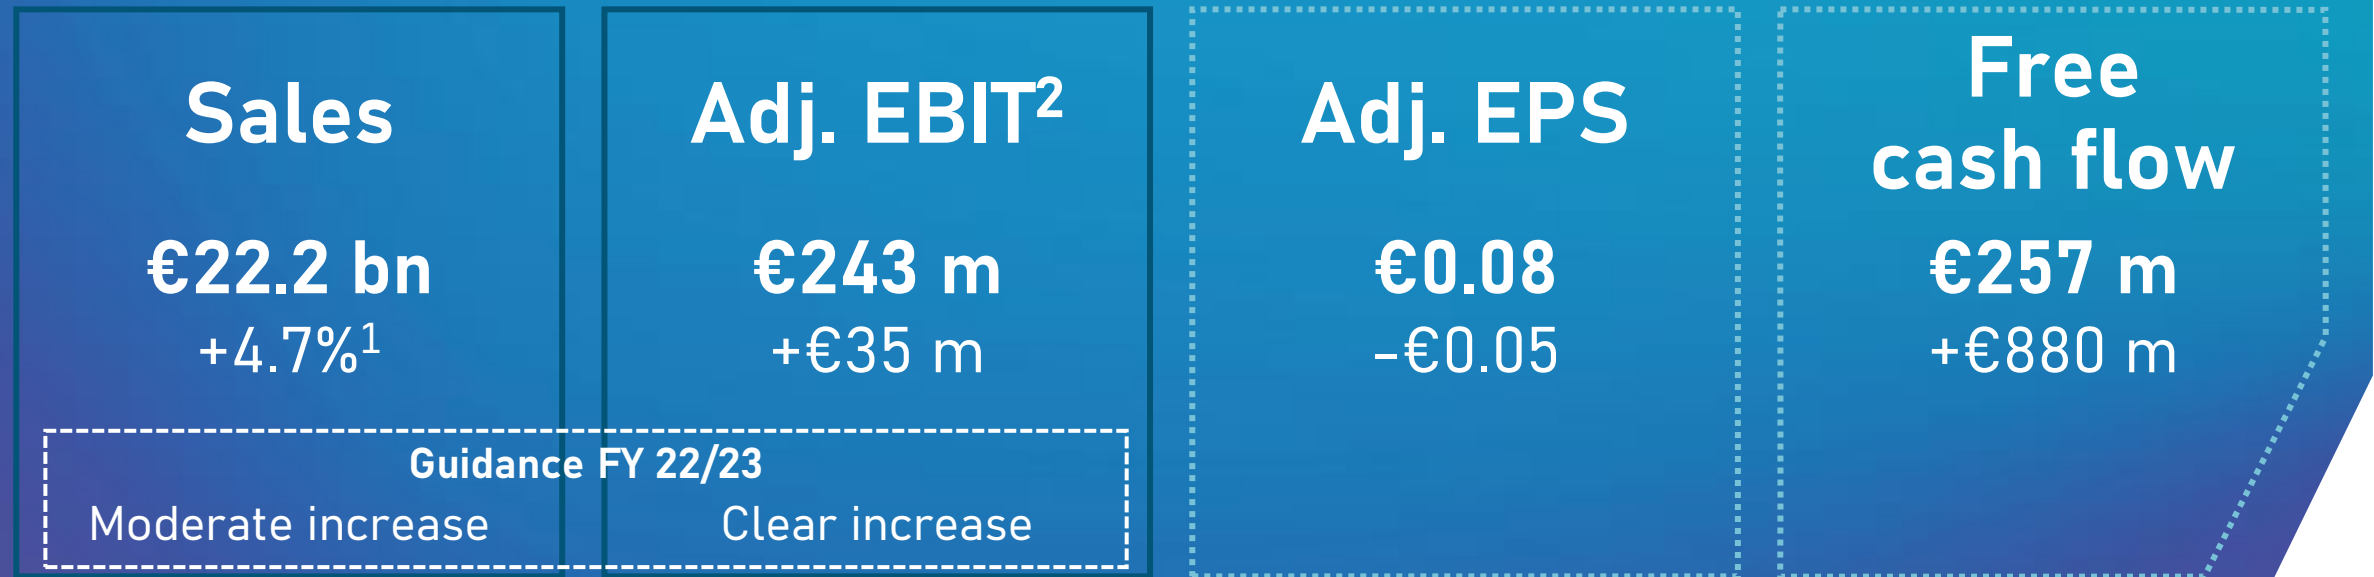 Sales
€22.2 bn
+4.7%¹
Adj. EBIT²
€243 m
+€35 m
Guidance FY 22/23
Moderate increase
Clear increase
Adj. EPS
€0.08
-€0.05
Free
cash flow
€257 m
+€880 m